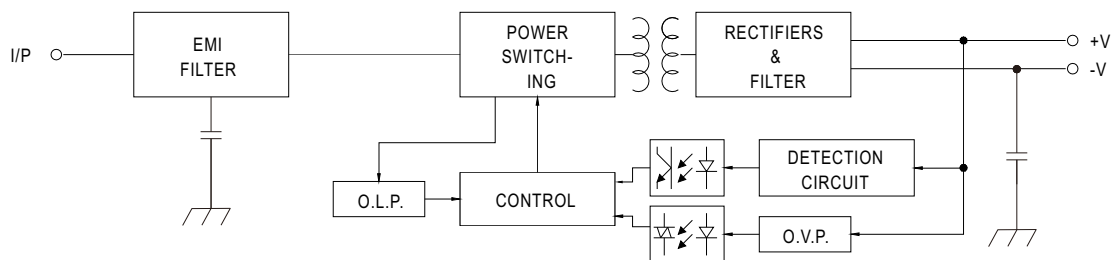 I/P
EMI
FILTER
POWER
SWITCH-
ING
RECTIFIERS
&
FILTER
+V
-V
O.L.P.
CONTROL
DETECTION
CIRCUIT
O.V.P.